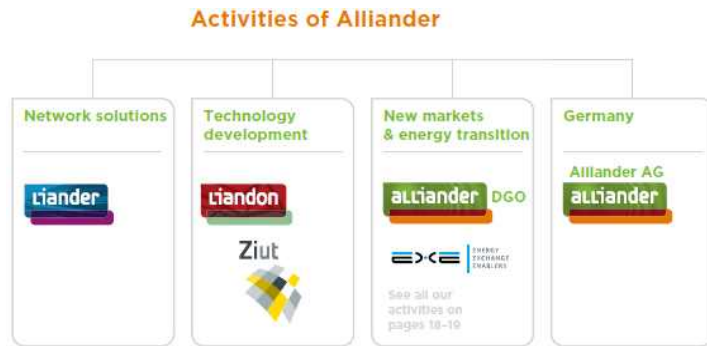 Activities of Alliander
Network solutions
Liander
Technology
development
Liandon
Ziut
New markets
& energy transition
alliander DGO
EXE ENERGY
EXCHANGE
ENABLERS
See all our
activities on
pages 18-19
Germany
Alliander AG
alliander